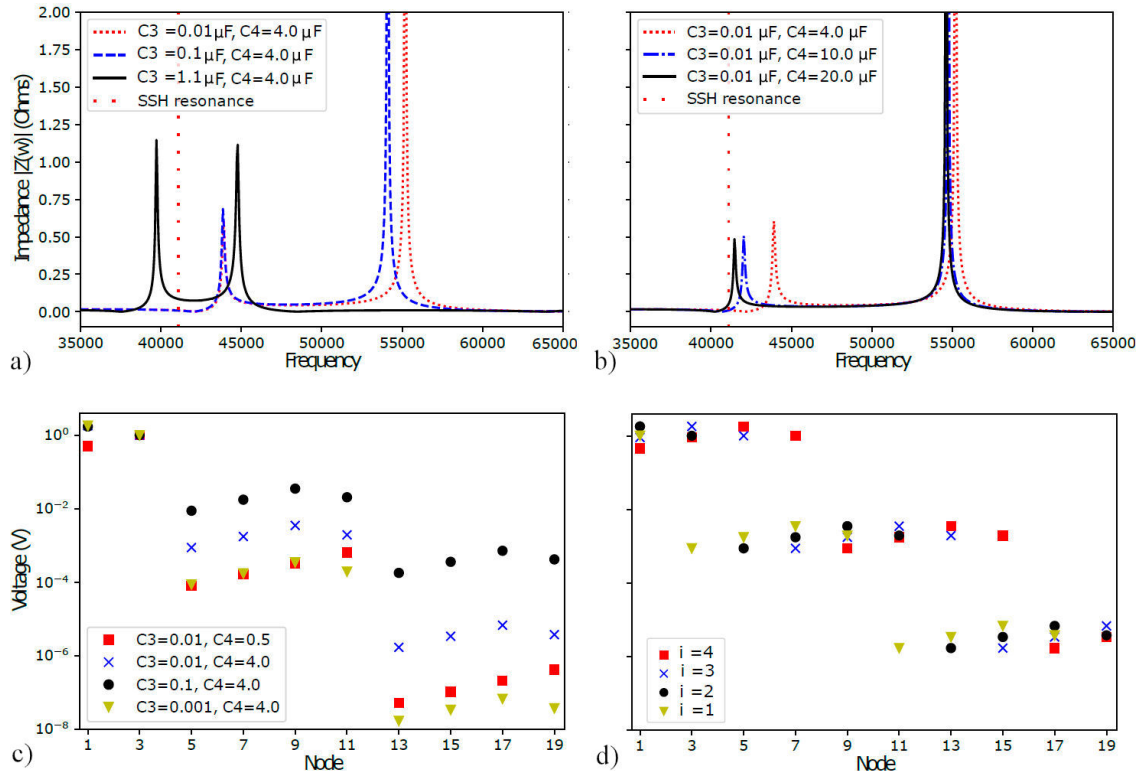 C3 =0.01 μF, C4=4.0 μF
C3 =0.1 μF, C4=4.0 μF
C3 =1.1 μF, C4=4.0 μF
SSH resonance
2.00
1.75
1.50
1.25
1.00
0.75
0.50
0.25
0.00
Impedance |Z(w)| (Ohms)
35000 40000 45000 50000 55000 60000 65000
Frequency
a)
C3=0.01 μF, C4=4.0 μF
C3=0.01 μF, C4=10.0 μF
C3=0.01 μF, C4=20.0 μF
SSH resonance
35000 40000 45000 50000 55000 60000 65000
Frequency
b)
10⁰
10⁻²
10⁻⁴
10⁻⁶
10⁻⁸
Voltage (V)
C3=0.01, C4=0.5
C3=0.01, C4=4.0
C3=0.1, C4=4.0
C3=0.001, C4=4.0
1 3 5 7 9 11 13 15 17 19
Node
c)
i =4
i =3
i =2
i =1
1 3 5 7 9 11 13 15 17 19
Node
d)